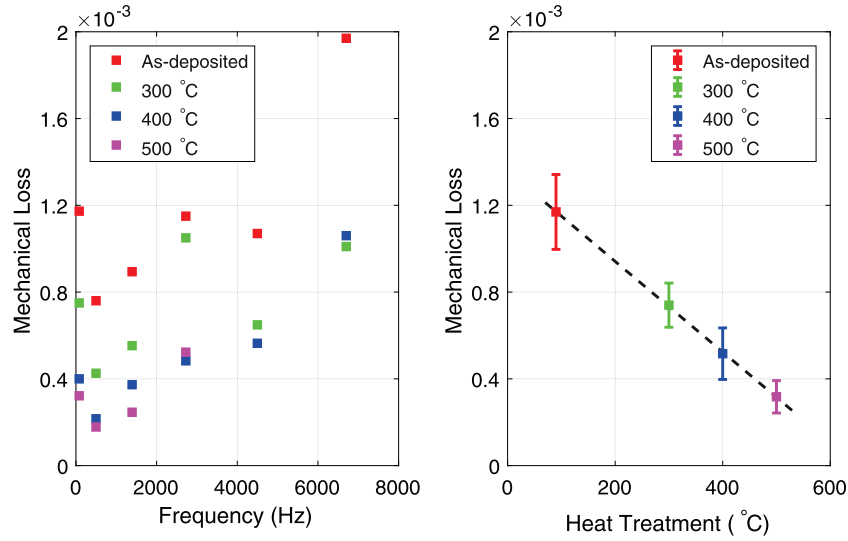 ×10⁻³
2
1.6
1.2
0.8
0.4
0
Mechanical Loss
As-deposited
300 °C
400 °C
500 °C
0 2000 4000 6000 8000
Frequency (Hz)
×10⁻³
2
1.6
1.2
0.8
0.4
0
Mechanical Loss
As-deposited
300 °C
400 °C
500 °C
0 200 400 600
Heat Treatment ( °C)